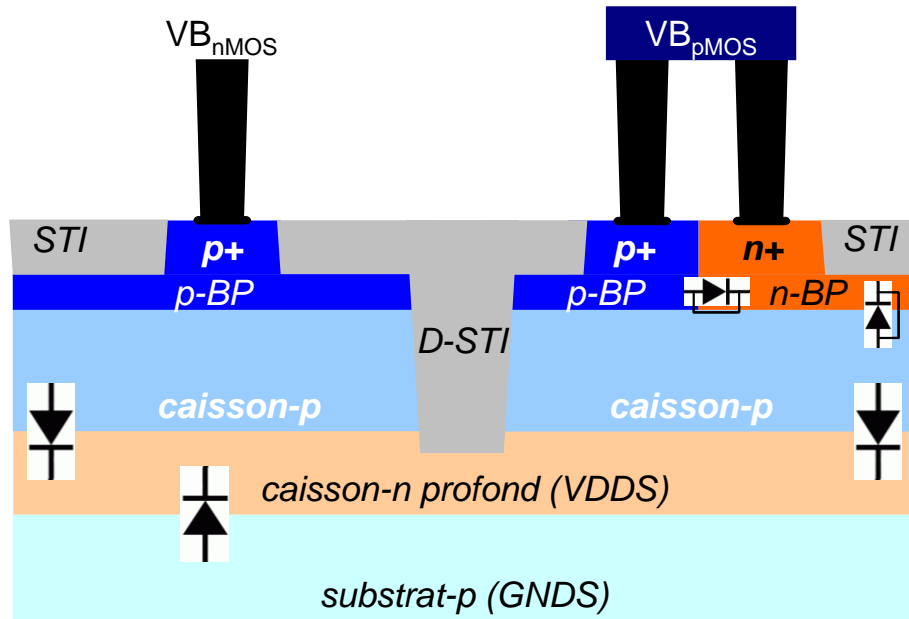 VBnMOS
VBpMOS
STI
p+
p+
n+
STI
p-BP
p-BP
n-BP
D-STI
caisson-p
caisson-p
caisson-n profond (VDDS)
substrat-p (GNDS)